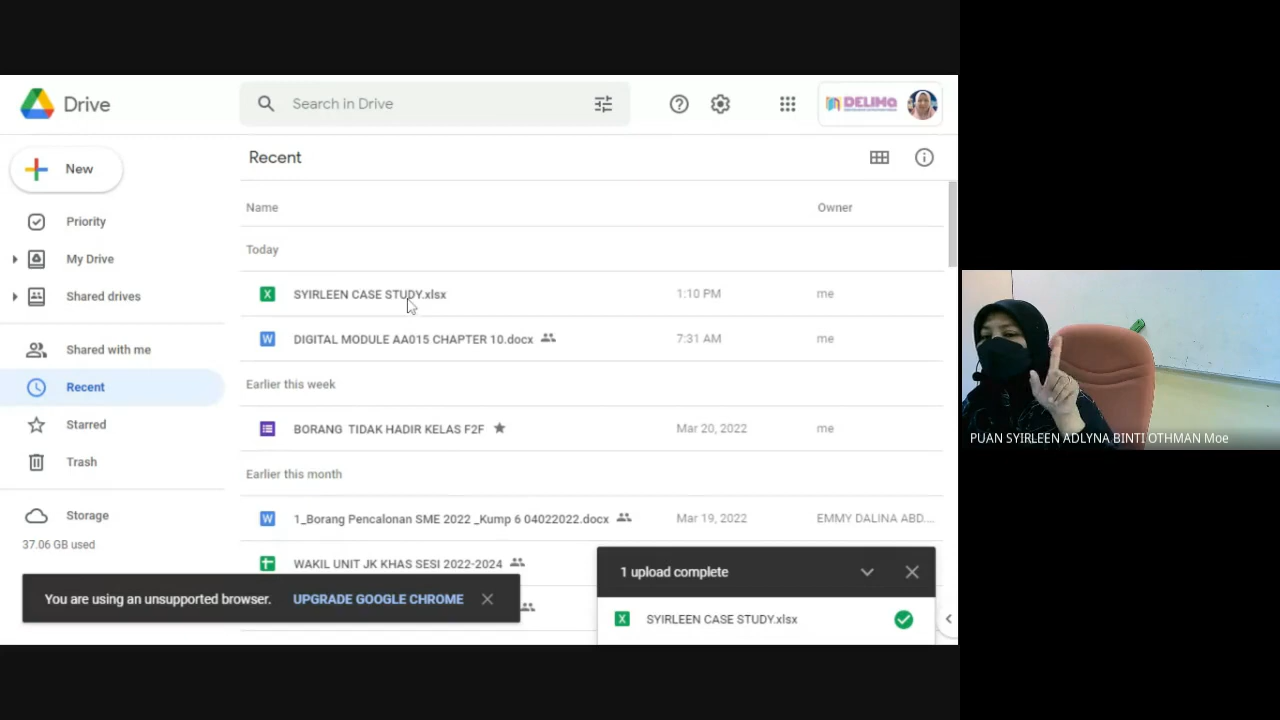 Drive
Search in Drive
DELIMa
New
Recent
Priority
Name
Owner
My Drive
Today
Shared drives
SYIRLEEN CASE STUDY.xlsx 1:10 PM me
DIGITAL MODULE AA015 CHAPTER 10.docx 7:31 AM me
Shared with me
Recent
Earlier this week
Starred
BORANG TIDAK HADIR KELAS F2F Mar 20, 2022 me
Trash
Earlier this month
Storage
1_Borang Pencalonan SME 2022 _Kump 6 04022022.docx Mar 19, 2022 EMMY DALINA ABD....
37.06 GB used
WAKIL UNIT JK KHAS SESI 2022-2024
You are using an unsupported browser. UPGRADE GOOGLE CHROME
1 upload complete
SYIRLEEN CASE STUDY.xlsx
PUAN SYIRLEEN ADLYNA BINTI OTHMAN Moe